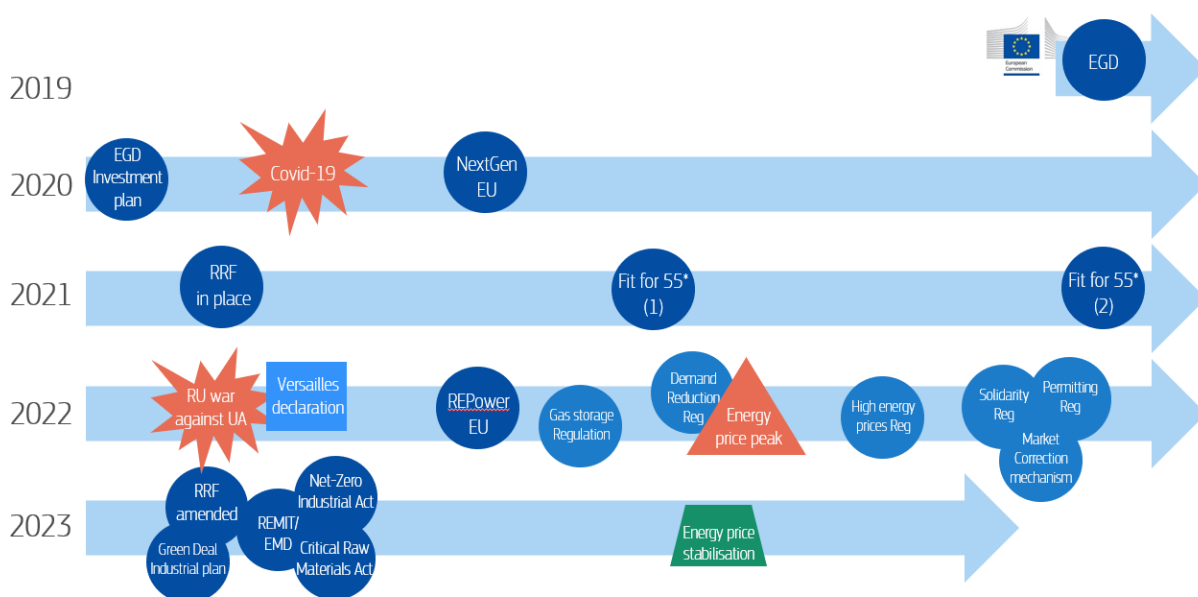 2019
European
Commission
EGD
2020
EGD
Investment
plan
Covid-19
NextGen
EU
2021
RRF
in place
Fit for 55*
(1)
Fit for 55*
(2)
2022
RU war
against UA
Versailles
declaration
REPower
EU
Gas storage
Regulation
Demand
Reduction
Reg
Energy
price peak
High energy
prices Reg
Solidarity
Reg
Permitting
Reg
Market
Correction
mechanism
2023
RRF
amended
Green Deal
Industrial plan
REMIT/
EMD
Net-Zero
Industrial Act
Critical Raw
Materials Act
Energy price
stabilisation